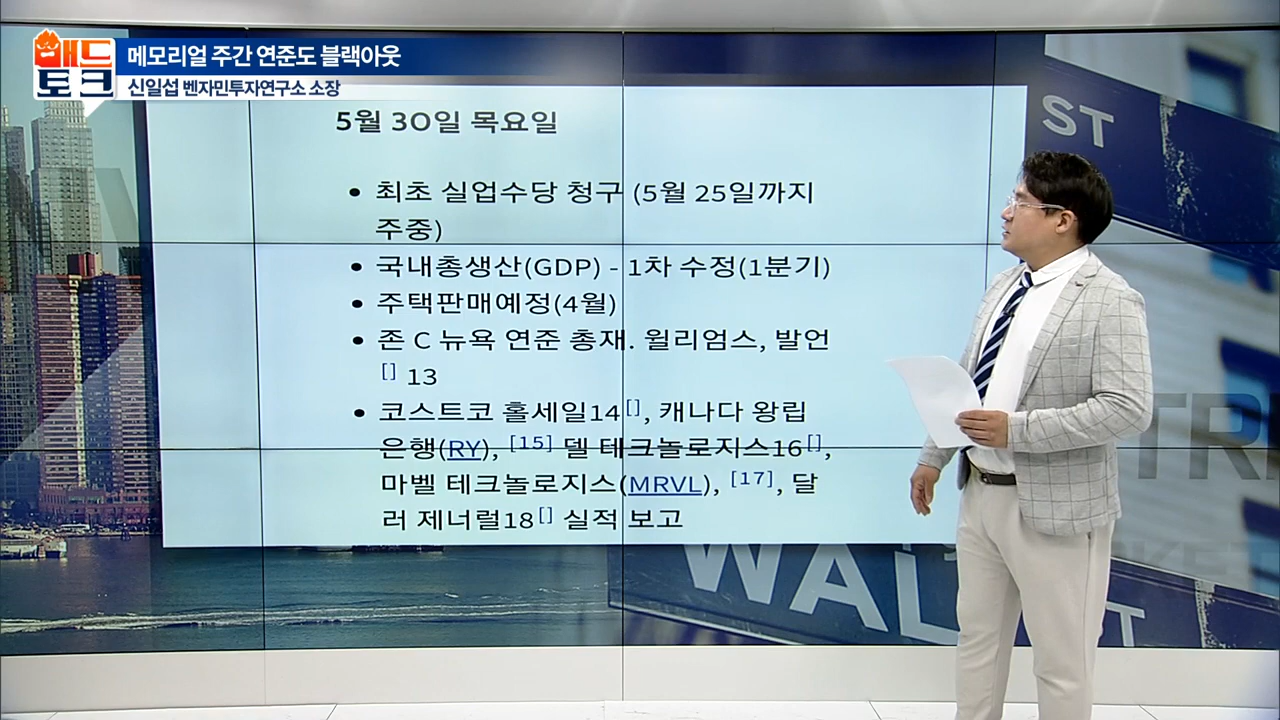 매드
토크
메모리얼 주간 연준도 블랙아웃
신일섭 벤자민투자연구소 소장
5월 30일 목요일
• 최초 실업수당 청구 (5월 25일까지
주중)
• 국내총생산(GDP) - 1차 수정(1분기)
• 주택판매예정(4월)
• 존 C 뉴욕 연준 총재. 윌리엄스, 발언
[] 13
• 코스트코 홀세일14[], 캐나다 왕립
은행(RY), [15] 델 테크놀로지스16[],
마벨 테크놀로지스(MRVL), [17], 달
러 제너럴18[] 실적 보고
ST
WALL
ST